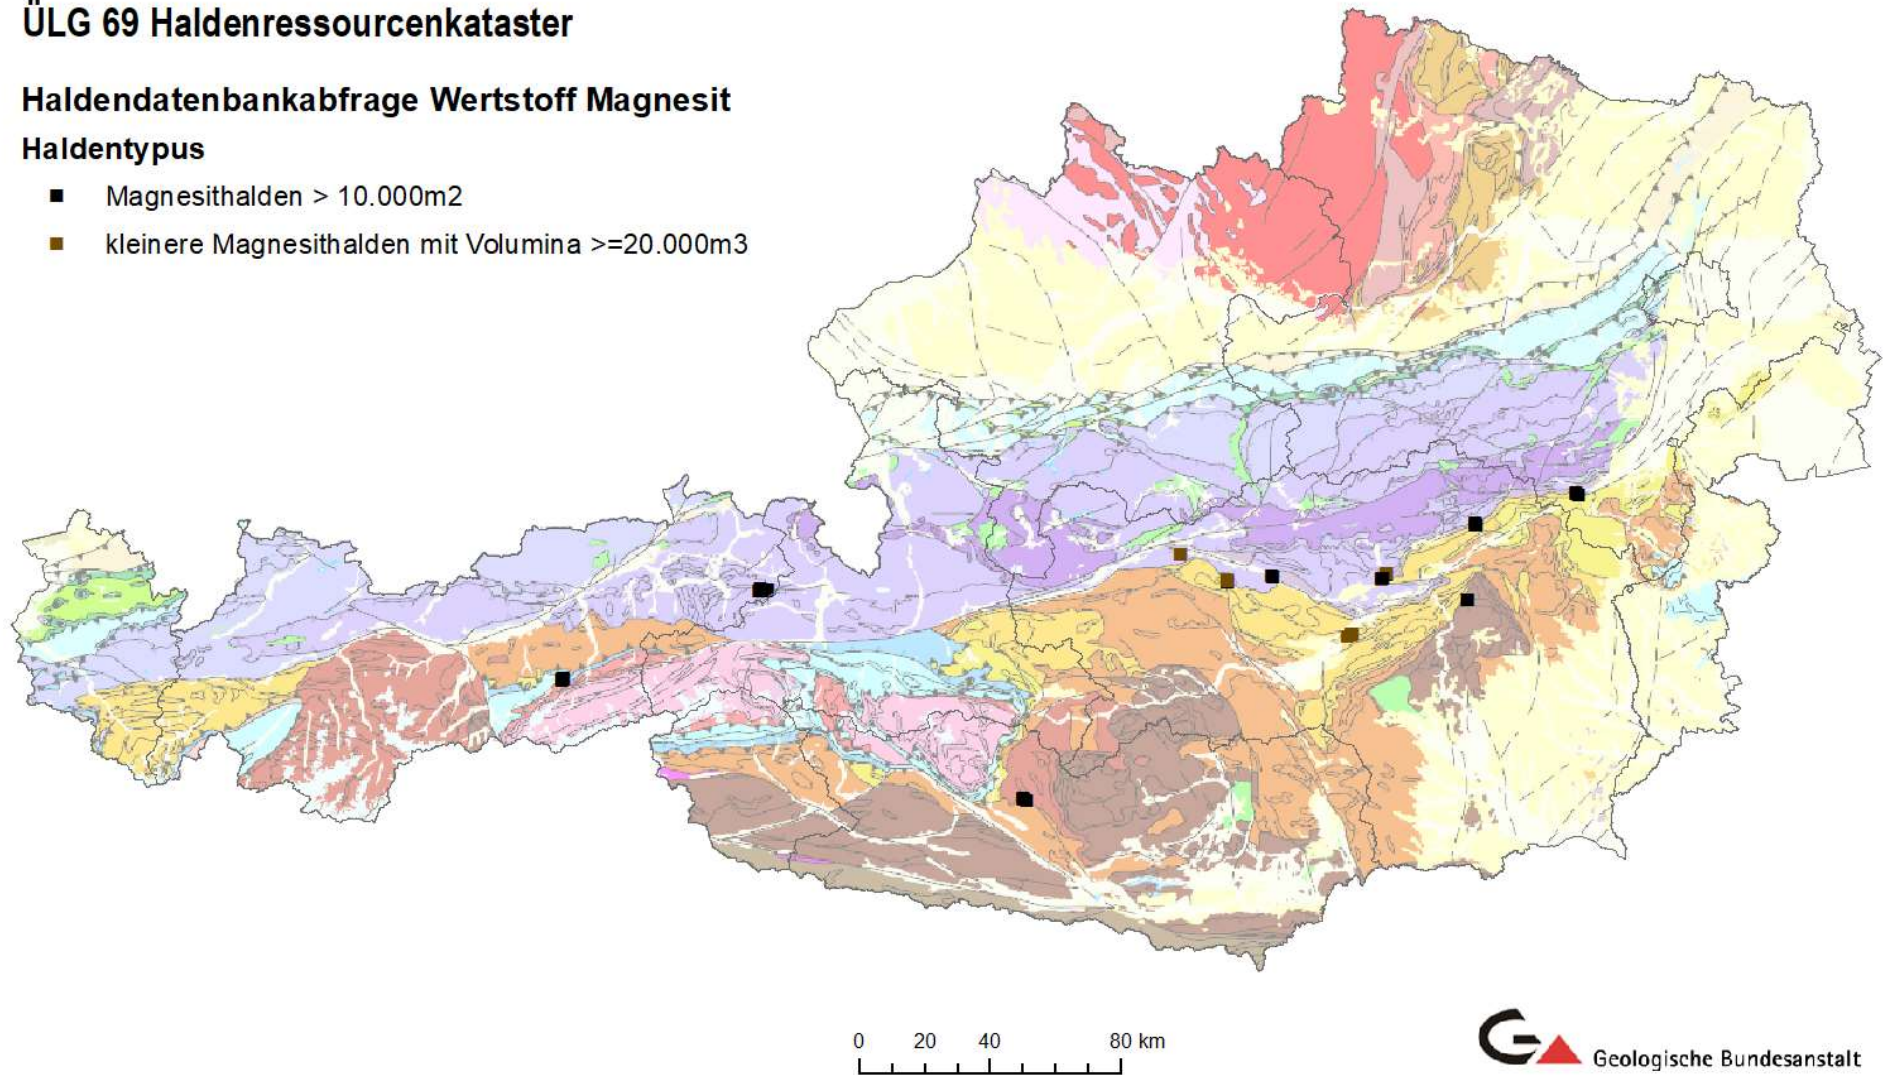 ÜLG 69 Haldenressourcenkataster
Haldendatenbankabfrage Wertstoff Magnesit
Haldentypus
Magnesithalden > 10.000m2
kleinere Magnesithalden mit Volumina >=20.000m3
0 20 40 80 km
Geologische Bundesanstalt